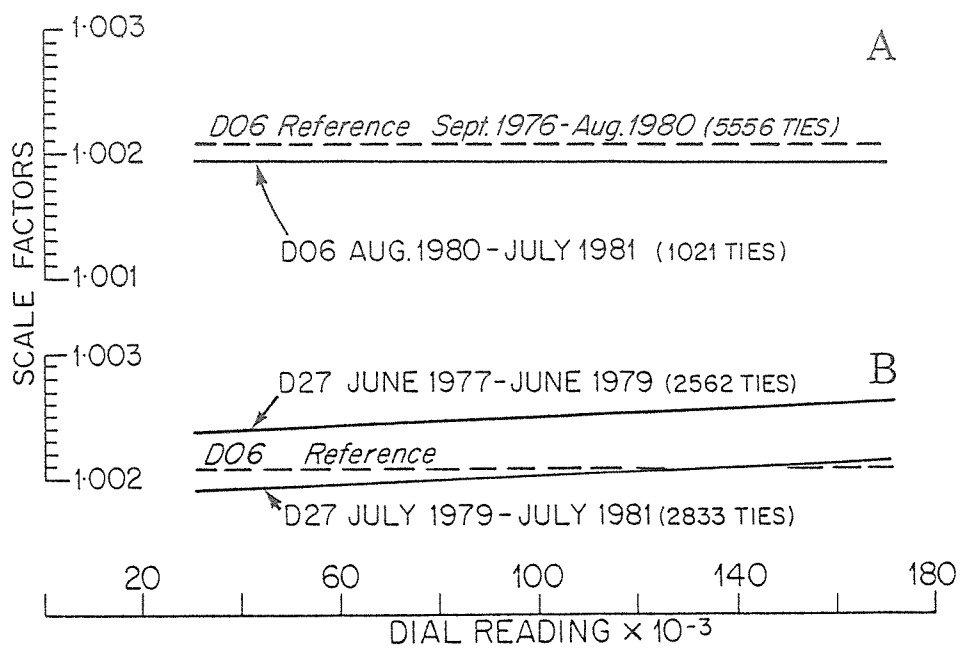 1·003
A
D06 Reference Sept. 1976-Aug. 1980 (5556 TIES)
1·002
D06 AUG. 1980-JULY 1981 (1021 TIES)
1·001
SCALE FACTORS
1·003
B
D27 JUNE 1977-JUNE 1979 (2562 TIES)
D06 Reference
1·002
D27 JULY 1979-JULY 1981 (2833 TIES)
20 60 100 140 180
DIAL READING × 10⁻³